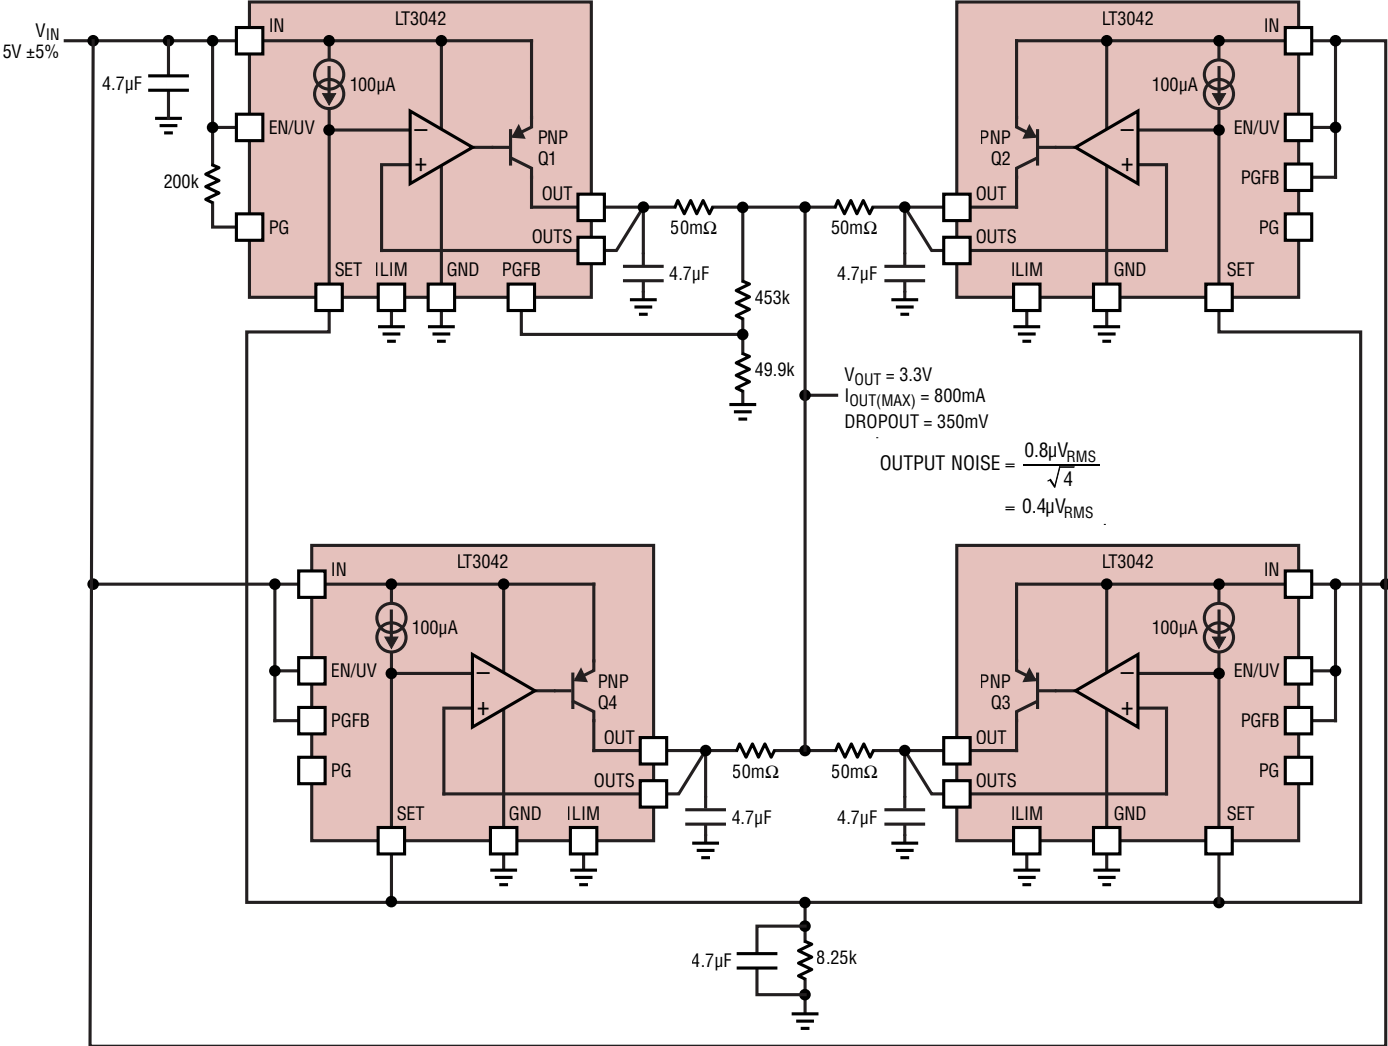 LT3042
LT3042
VIN
5V ±5%
IN
IN
4.7µF
100µA
100µA
EN/UV
PNP
Q1
PNP
Q2
EN/UV
200k
PGFB
PG
OUT
OUT
PG
OUTS
50mΩ
50mΩ
OUTS
SET
ILIM
GND
PGFB
4.7µF
4.7µF
ILIM
GND
SET
453k
49.9k
VOUT = 3.3V
IOUT(MAX) = 800mA
DROPOUT = 350mV
OUTPUT NOISE = 0.8µVRMS / √4
= 0.4µVRMS
LT3042
LT3042
IN
IN
100µA
100µA
EN/UV
PNP
Q4
PNP
Q3
EN/UV
PGFB
PGFB
PG
OUT
OUT
PG
OUTS
50mΩ
50mΩ
OUTS
SET
GND
ILIM
4.7µF
4.7µF
ILIM
GND
SET
4.7µF
8.25k
− +
− +
− +
− +